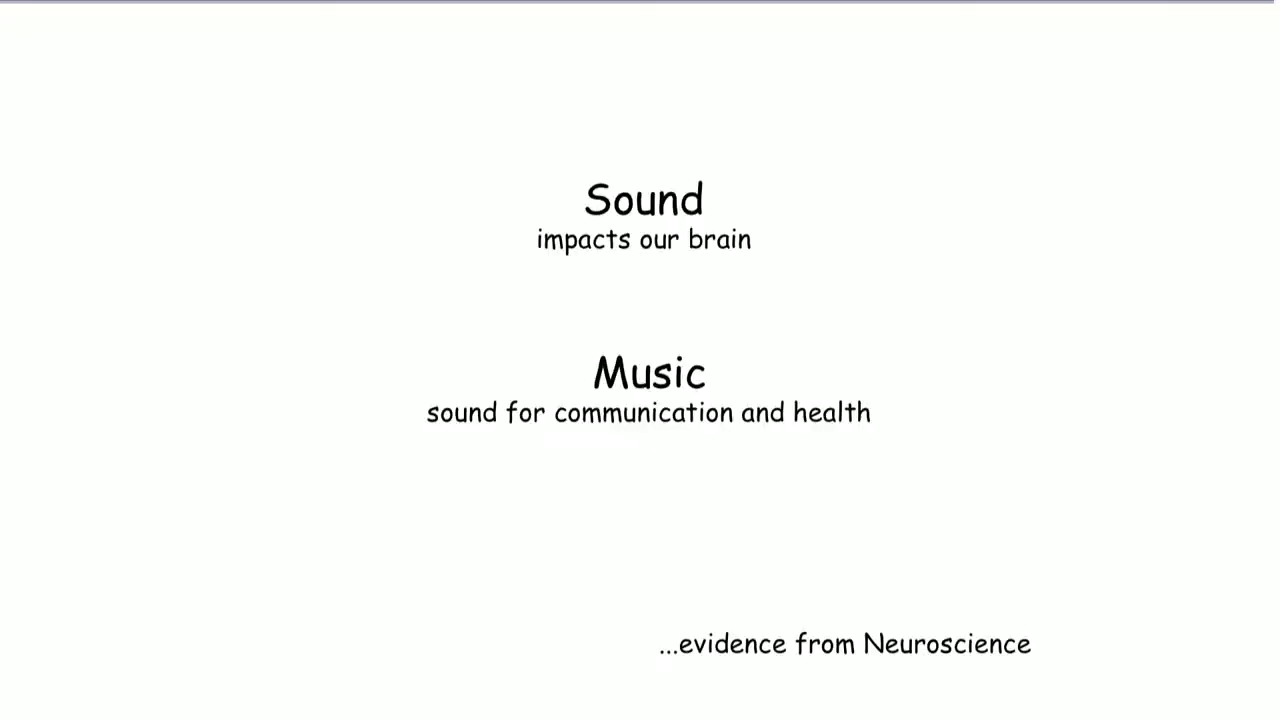 Sound
impacts our brain
Music
sound for communication and health
...evidence from Neuroscience